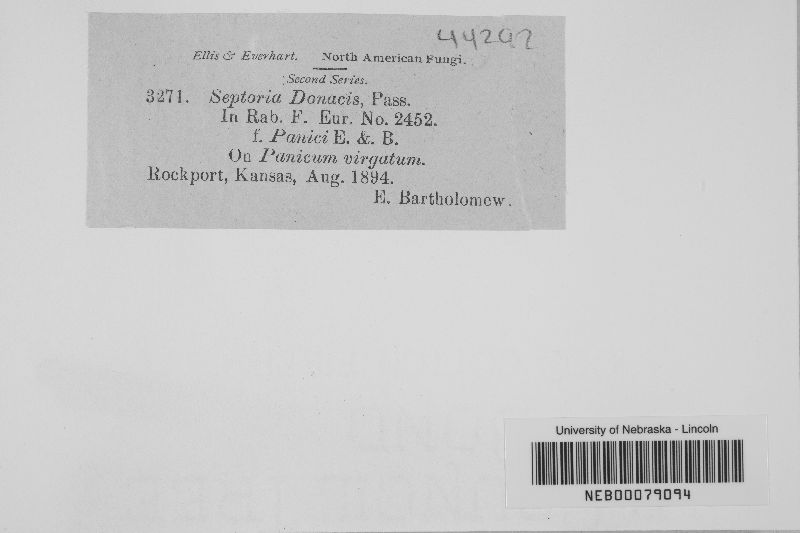 44292
Ellis & Everhart. North American Fungi.
Second Series.
3271. Septoria Donacis, Pass.
In Rab. F. Eur. No. 2452.
f. Panici E. &. B.
On Panicum virgatum.
Rockport, Kansas, Aug. 1894.
E. Bartholomew.
University of Nebraska - Lincoln
NEB00079094